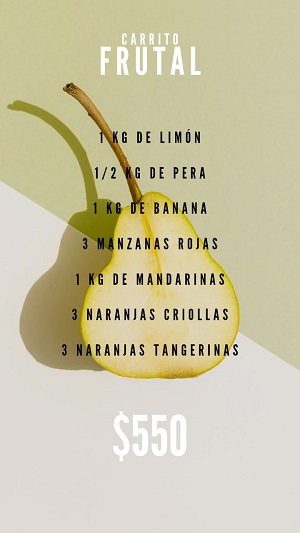 CARRITO
FRUTAL
1 KG DE LIMÓN
1/2 KG DE PERA
1 KG DE BANANA
3 MANZANAS ROJAS
1 KG DE MANDARINAS
3 NARANJAS CRIOLLAS
3 NARANJAS TANGERINAS
$550